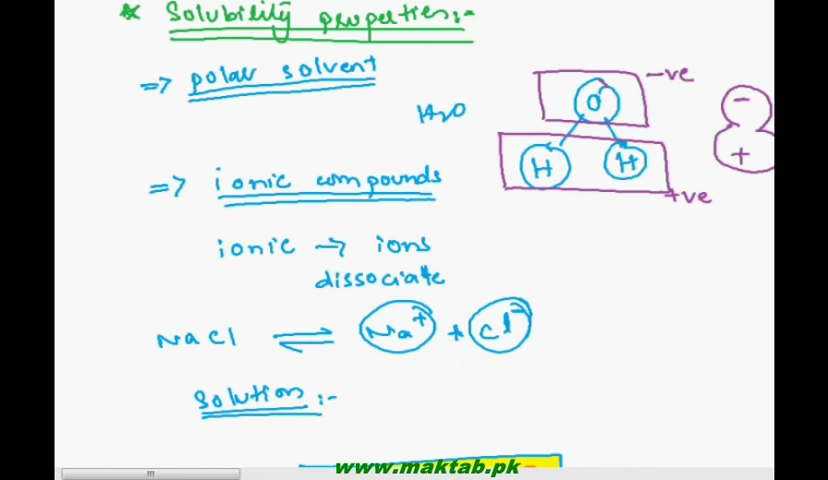 * Solubility properties:-
=> polar solvent
H2O
O
H H
-ve
+ve
-
+
=> ionic compounds
ionic → ions
dissociate
NaCl ⇌ Na+ + Cl-
Solution:-
www.maktab.pk